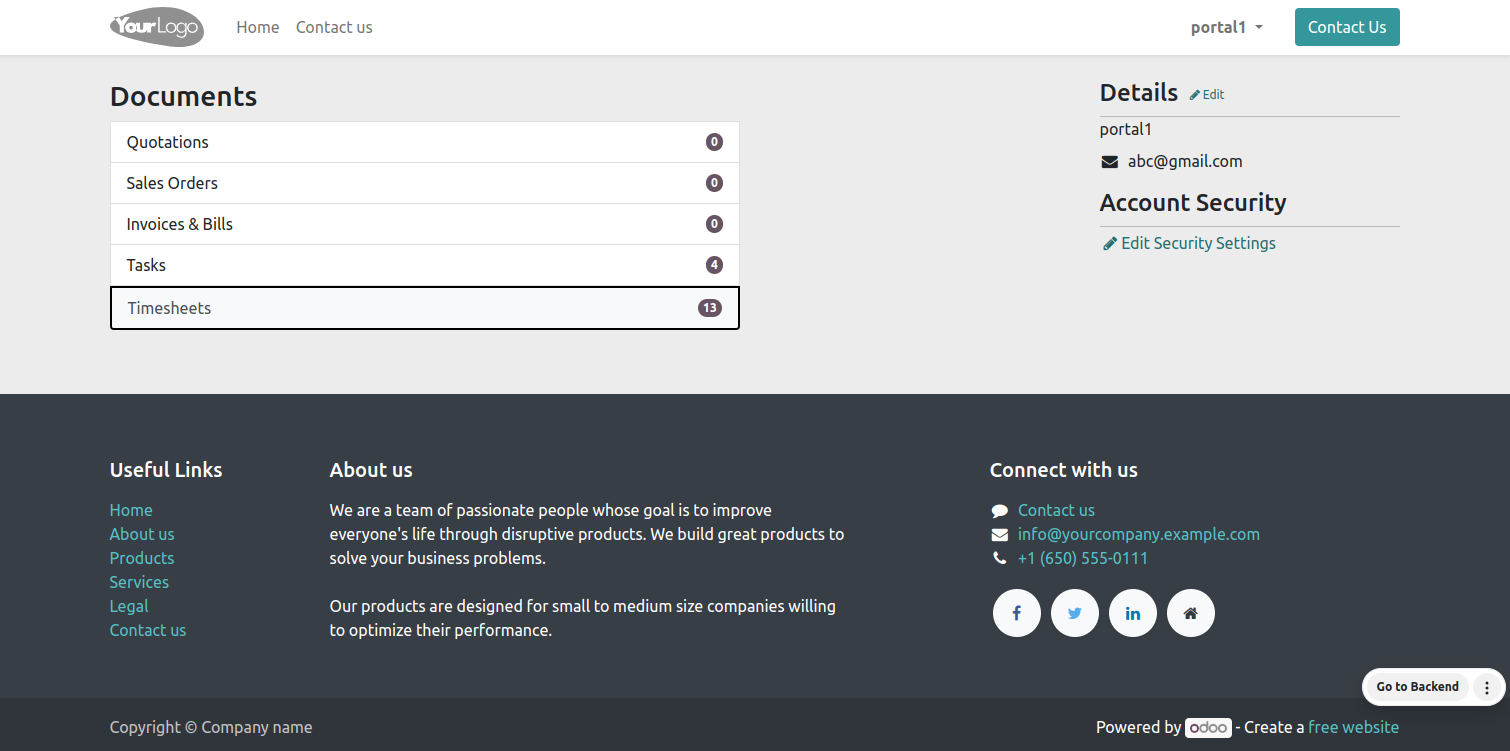 YourLogo Home Contact us portal1 Contact Us
Documents
Quotations 0
Sales Orders 0
Invoices & Bills 0
Tasks 4
Timesheets 13
Details Edit
portal1
abc@gmail.com
Account Security
Edit Security Settings
Useful Links
Home
About us
Products
Services
Legal
Contact us
About us
We are a team of passionate people whose goal is to improve
everyone's life through disruptive products. We build great products to
solve your business problems.
Our products are designed for small to medium size companies willing
to optimize their performance.
Connect with us
Contact us
info@yourcompany.example.com
+1 (650) 555-0111
Go to Backend
Copyright © Company name
Powered by odoo - Create a free website